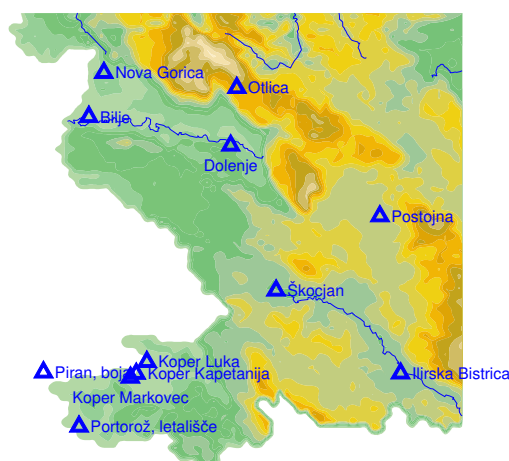 Nova Gorica
Otlica
Bilje
Dolenje
Postojna
Škocjan
Koper Luka
Piran, boja
Koper Kapetanija
Ilirska Bistrica
Koper Markovec
Portorož, letališče